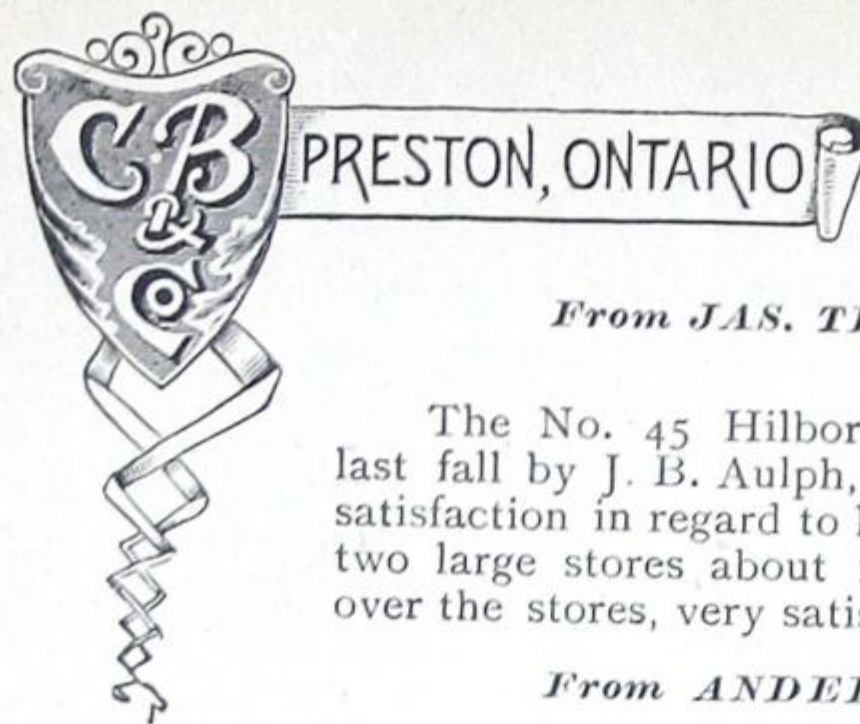 C. B
& Co
PRESTON, ONTARIO
From JAS. T
The No. 45 Hilbor
last fall by J. B. Aulph,
satisfaction in regard to
two large stores about
over the stores, very satis
From ANDE